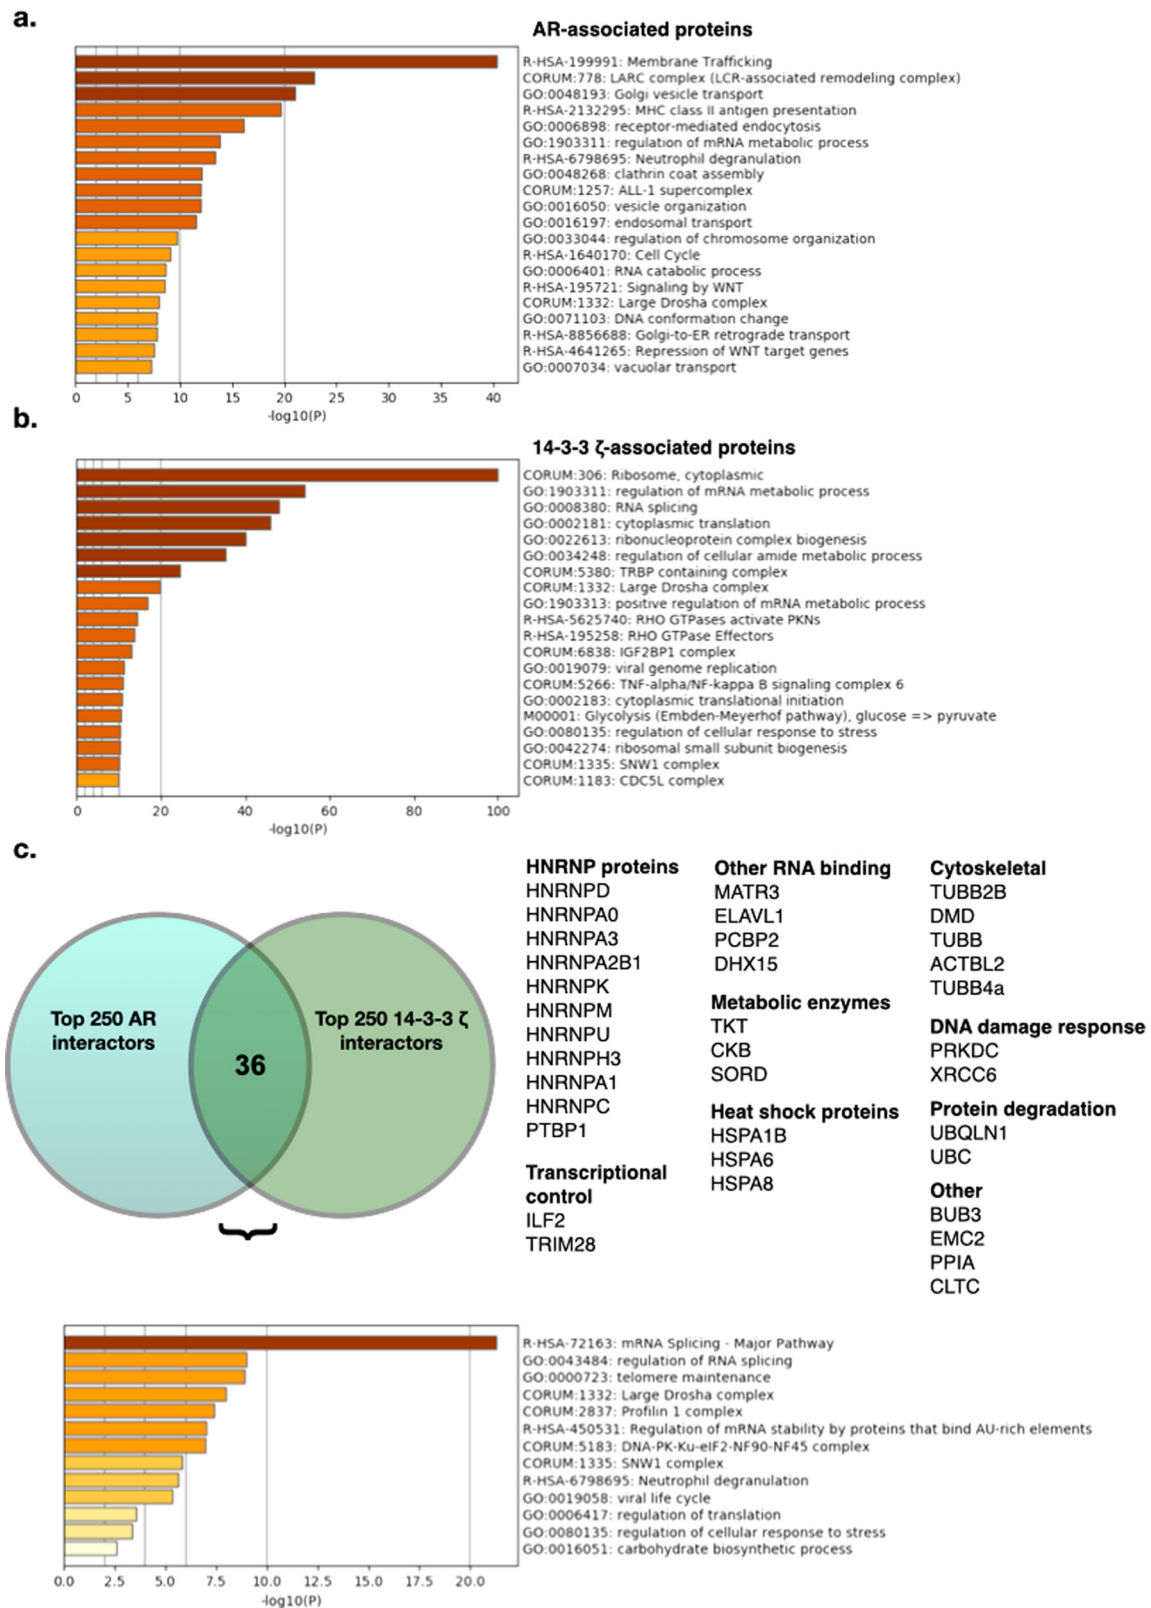 a.
AR-associated proteins
R-HSA-199991: Membrane Trafficking
CORUM:778: LARC complex (LCR-associated remodeling complex)
GO:0048193: Golgi vesicle transport
R-HSA-2132295: MHC class II antigen presentation
GO:0006898: receptor-mediated endocytosis
GO:1903311: regulation of mRNA metabolic process
R-HSA-6798695: Neutrophil degranulation
GO:0048268: clathrin coat assembly
CORUM:1257: ALL-1 supercomplex
GO:0016050: vesicle organization
GO:0016197: endosomal transport
GO:0033044: regulation of chromosome organization
R-HSA-1640170: Cell Cycle
GO:0006401: RNA catabolic process
R-HSA-195721: Signaling by WNT
CORUM:1332: Large Drosha complex
GO:0071103: DNA conformation change
R-HSA-8856688: Golgi-to-ER retrograde transport
R-HSA-4641265: Repression of WNT target genes
GO:0007034: vacuolar transport
0 5 10 15 20 25 30 35 40
-log10(P)
b.
14-3-3 ζ-associated proteins
CORUM:306: Ribosome, cytoplasmic
GO:1903311: regulation of mRNA metabolic process
GO:0008380: RNA splicing
GO:0002181: cytoplasmic translation
GO:0022613: ribonucleoprotein complex biogenesis
GO:0034248: regulation of cellular amide metabolic process
CORUM:5380: TRBP containing complex
CORUM:1332: Large Drosha complex
GO:1903313: positive regulation of mRNA metabolic process
R-HSA-5625740: RHO GTPases activate PKNs
R-HSA-195258: RHO GTPase Effectors
CORUM:6838: IGF2BP1 complex
GO:0019079: viral genome replication
CORUM:5266: TNF-alpha/NF-kappa B signaling complex 6
GO:0002183: cytoplasmic translational initiation
M00001: Glycolysis (Embden-Meyerhof pathway), glucose => pyruvate
GO:0080135: regulation of cellular response to stress
GO:0042274: ribosomal small subunit biogenesis
CORUM:1335: SNW1 complex
CORUM:1183: CDC5L complex
0 20 40 60 80 100
-log10(P)
c.
Top 250 AR
interactors
36
Top 250 14-3-3 ζ
interactors
HNRNP proteins
HNRNPD
HNRNPA0
HNRNPA3
HNRNPA2B1
HNRNPK
HNRNPM
HNRNPU
HNRNPH3
HNRNPA1
HNRNPC
PTBP1
Transcriptional
control
ILF2
TRIM28
Other RNA binding
MATR3
ELAVL1
PCBP2
DHX15
Metabolic enzymes
TKT
CKB
SORD
Heat shock proteins
HSPA1B
HSPA6
HSPA8
Cytoskeletal
TUBB2B
DMD
TUBB
ACTBL2
TUBB4a
DNA damage response
PRKDC
XRCC6
Protein degradation
UBQLN1
UBC
Other
BUB3
EMC2
PPIA
CLTC
R-HSA-72163: mRNA Splicing - Major Pathway
GO:0043484: regulation of RNA splicing
GO:0000723: telomere maintenance
CORUM:1332: Large Drosha complex
CORUM:2837: Profilin 1 complex
R-HSA-450531: Regulation of mRNA stability by proteins that bind AU-rich elements
CORUM:5183: DNA-PK-Ku-eIF2-NF90-NF45 complex
CORUM:1335: SNW1 complex
R-HSA-6798695: Neutrophil degranulation
GO:0019058: viral life cycle
GO:0006417: regulation of translation
GO:0080135: regulation of cellular response to stress
GO:0016051: carbohydrate biosynthetic process
0.0 2.5 5.0 7.5 10.0 12.5 15.0 17.5 20.0
-log10(P)